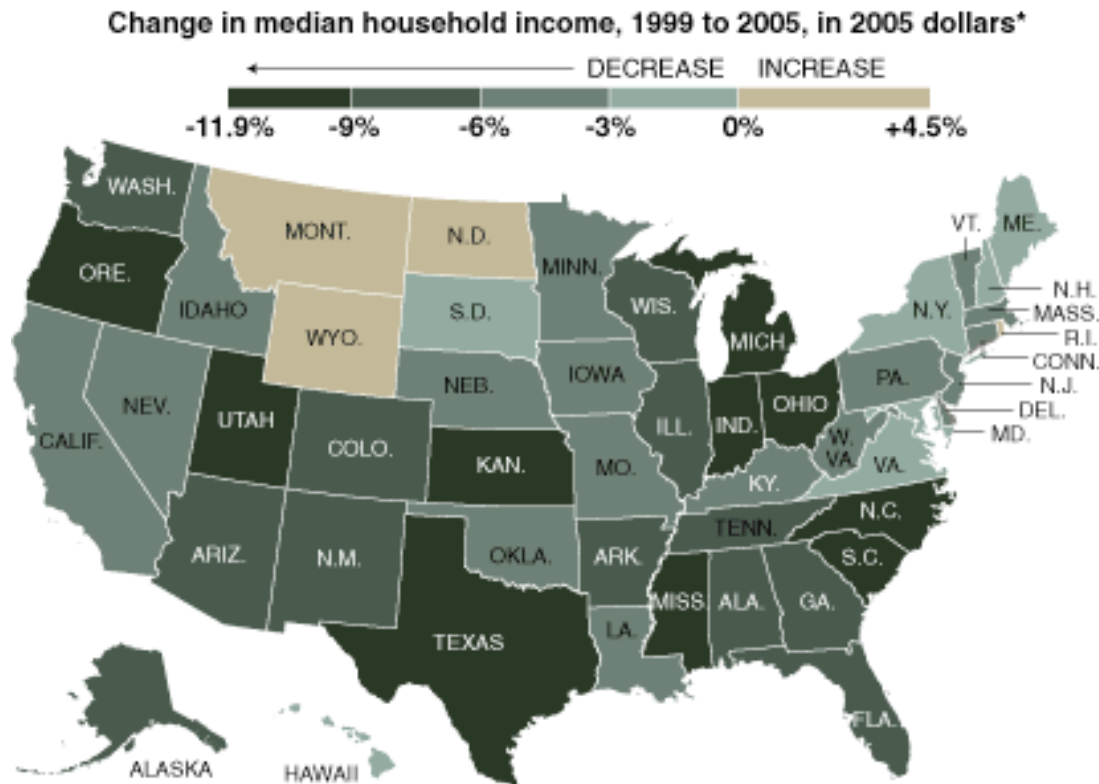 Change in median household income, 1999 to 2005, in 2005 dollars*
DECREASE INCREASE
-11.9% -9% -6% -3% 0% +4.5%
WASH.
MONT.
N.D.
VT.
ME.
ORE.
MINN.
IDAHO
S.D.
WIS.
N.Y.
N.H.
MASS.
WYO.
MICH.
R.I.
CONN.
NEB.
IOWA
PA.
N.J.
NEV.
UTAH
ILL.
IND.
OHIO
DEL.
CALIF.
COLO.
W.
VA.
MD.
KAN.
MO.
VA.
KY.
N.C.
TENN.
ARIZ.
N.M.
OKLA.
ARK.
S.C.
MISS.
ALA.
GA.
TEXAS
LA.
FLA.
ALASKA
HAWAII